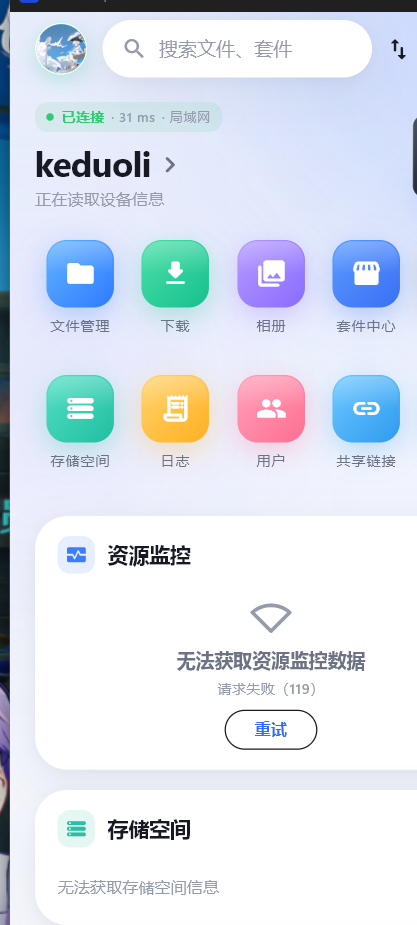 搜索文件、套件
已连接 · 31 ms · 局域网
keduoli
正在读取设备信息
文件管理 下载 相册 套件中心
存储空间 日志 用户 共享链接
资源监控
无法获取资源监控数据
请求失败（119）
重试
存储空间
无法获取存储空间信息